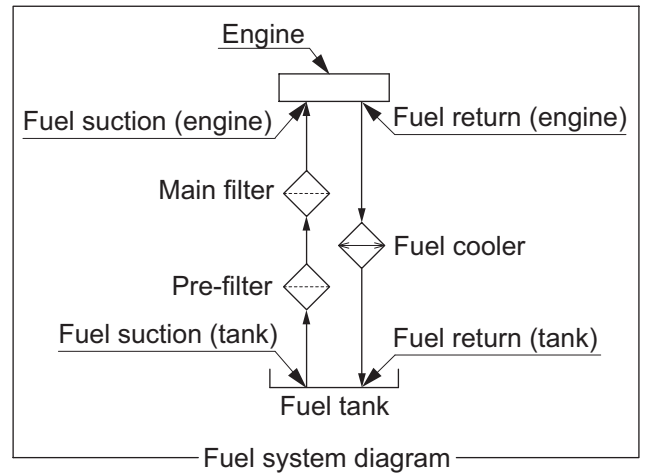 Engine
Fuel suction (engine)
Fuel return (engine)
Main filter
Fuel cooler
Pre-filter
Fuel suction (tank)
Fuel return (tank)
Fuel tank
Fuel system diagram